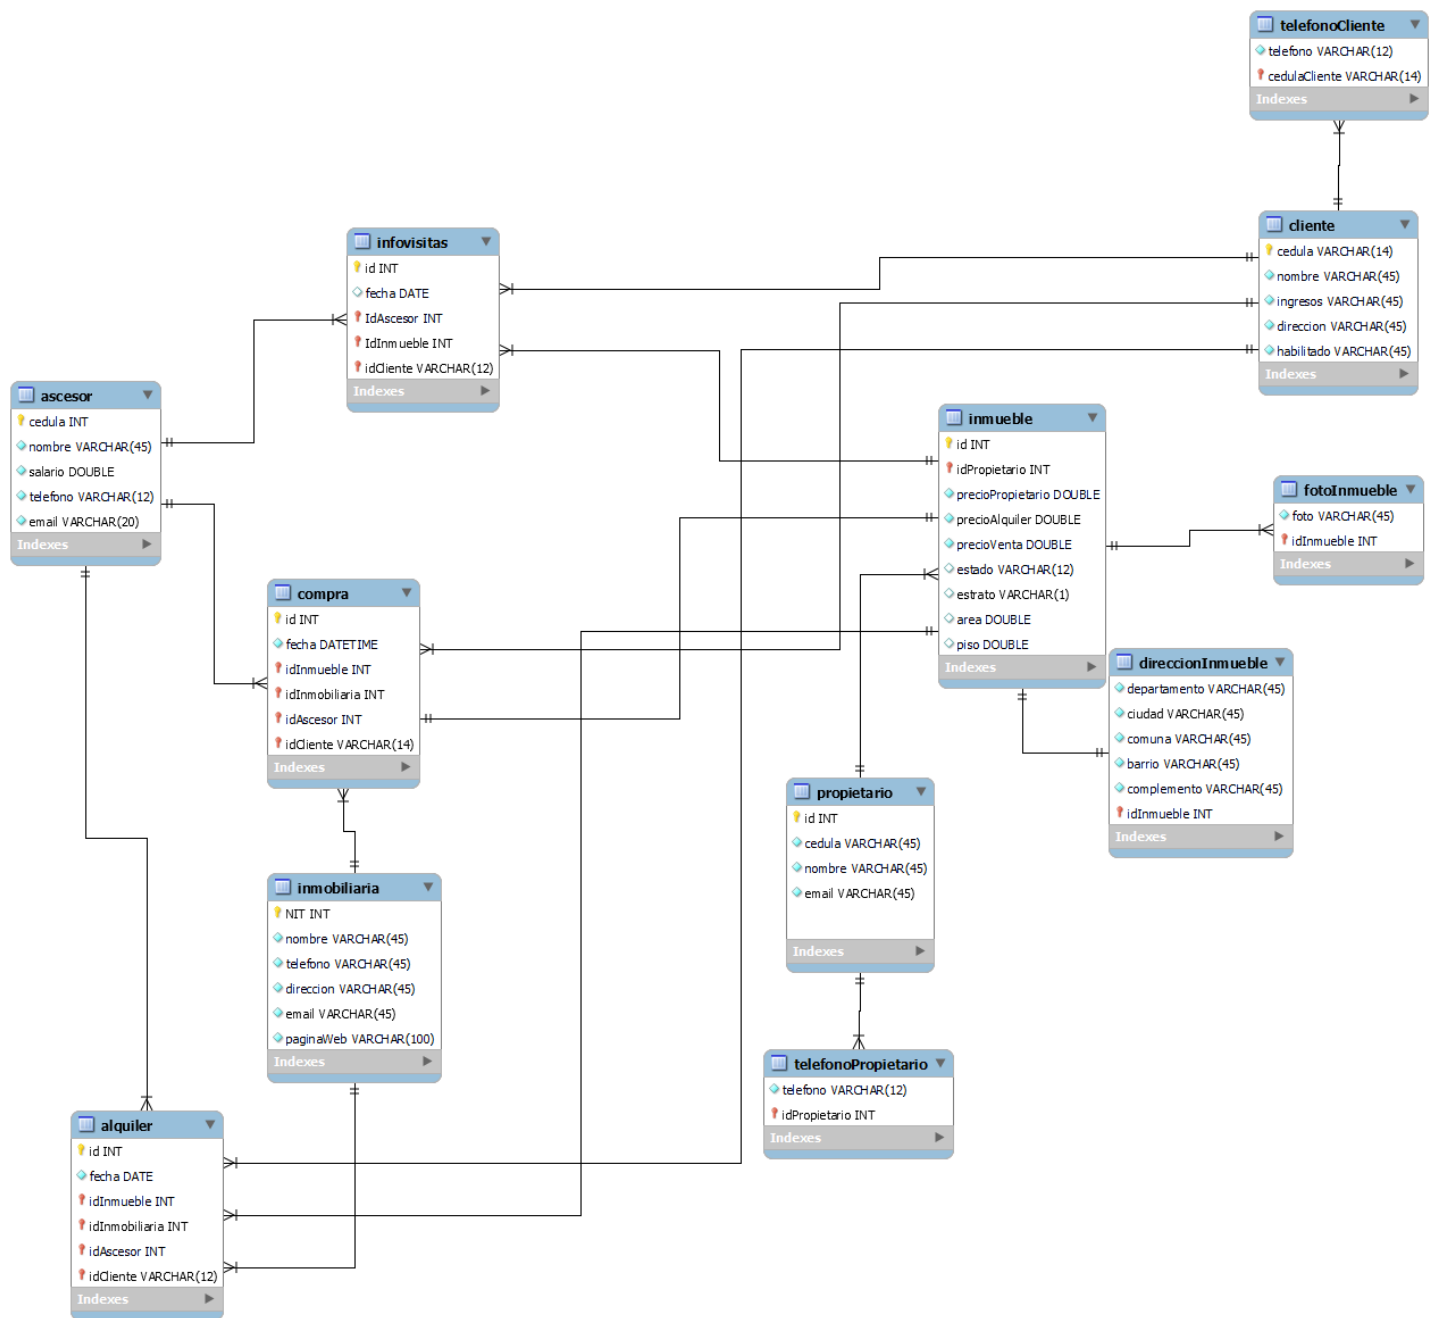 telefonoCliente
telefono VARCHAR(12)
cedulaCliente VARCHAR(14)
Indexes
cliente
cedula VARCHAR(14)
nombre VARCHAR(45)
ingresos VARCHAR(45)
direccion VARCHAR(45)
habilitado VARCHAR(45)
Indexes
infovisitas
id INT
fecha DATE
IdAscesor INT
IdInmueble INT
idCliente VARCHAR(12)
Indexes
ascesor
cedula INT
nombre VARCHAR(45)
salario DOUBLE
telefono VARCHAR(12)
email VARCHAR(20)
Indexes
inmueble
id INT
idPropietario INT
precioPropietario DOUBLE
precioAlquiler DOUBLE
precioVenta DOUBLE
estado VARCHAR(12)
estrato VARCHAR(1)
area DOUBLE
piso DOUBLE
Indexes
fotoInmueble
foto VARCHAR(45)
idInmueble INT
Indexes
compra
id INT
fecha DATETIME
idInmueble INT
idInmobiliaria INT
idAscesor INT
idCliente VARCHAR(14)
Indexes
direccionInmueble
departamento VARCHAR(45)
ciudad VARCHAR(45)
comuna VARCHAR(45)
barrio VARCHAR(45)
complemento VARCHAR(45)
idInmueble INT
Indexes
propietario
id INT
cedula VARCHAR(45)
nombre VARCHAR(45)
email VARCHAR(45)
Indexes
inmobiliaria
NIT INT
nombre VARCHAR(45)
telefono VARCHAR(45)
direccion VARCHAR(45)
email VARCHAR(45)
paginaWeb VARCHAR(100)
Indexes
telefonoPropietario
telefono VARCHAR(12)
idPropietario INT
Indexes
alquiler
id INT
fecha DATE
idInmueble INT
idInmobiliaria INT
idAscesor INT
idCliente VARCHAR(12)
Indexes